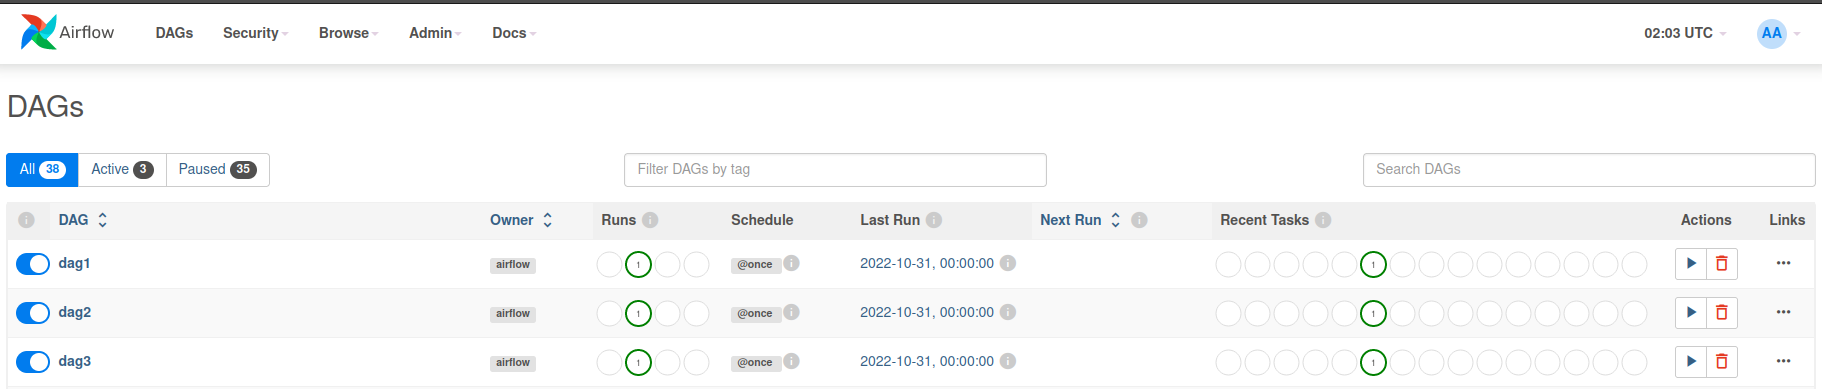 Airflow DAGs Security Browse Admin Docs 02:03 UTC AA
DAGs
All 38 Active 3 Paused 35 Filter DAGs by tag Search DAGs
i DAG Owner Runs i Schedule Last Run i Next Run i Recent Tasks i Actions Links
dag1 airflow 1 @once i 2022-10-31, 00:00:00 i 1 •••
dag2 airflow 1 @once i 2022-10-31, 00:00:00 i 1 •••
dag3 airflow 1 @once i 2022-10-31, 00:00:00 i 1 •••